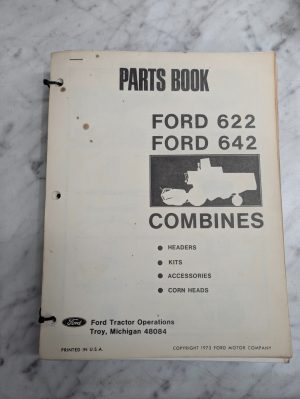 PARTS BOOK
FORD 622
FORD 642
COMBINES
HEADERS
KITS
ACCESSORIES
CORN HEADS
Ford
Ford Tractor Operations
Troy, Michigan 48084
PRINTED IN U.S.A.
COPYRIGHT 1973 FORD MOTOR COMPANY